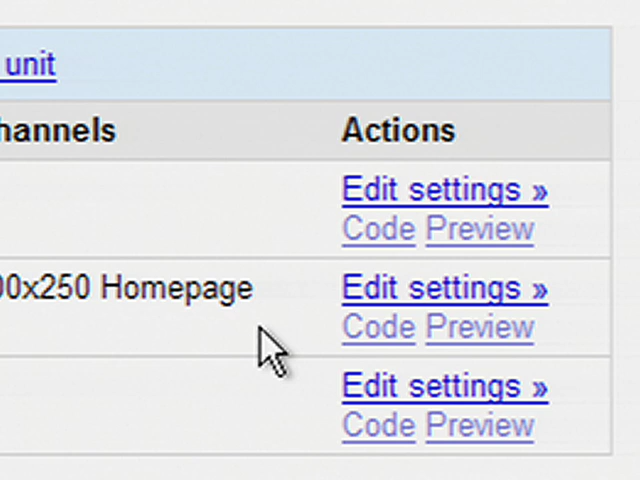 unit
hannels Actions
Edit settings »
Code Preview
00x250 Homepage Edit settings »
Code Preview
Edit settings »
Code Preview